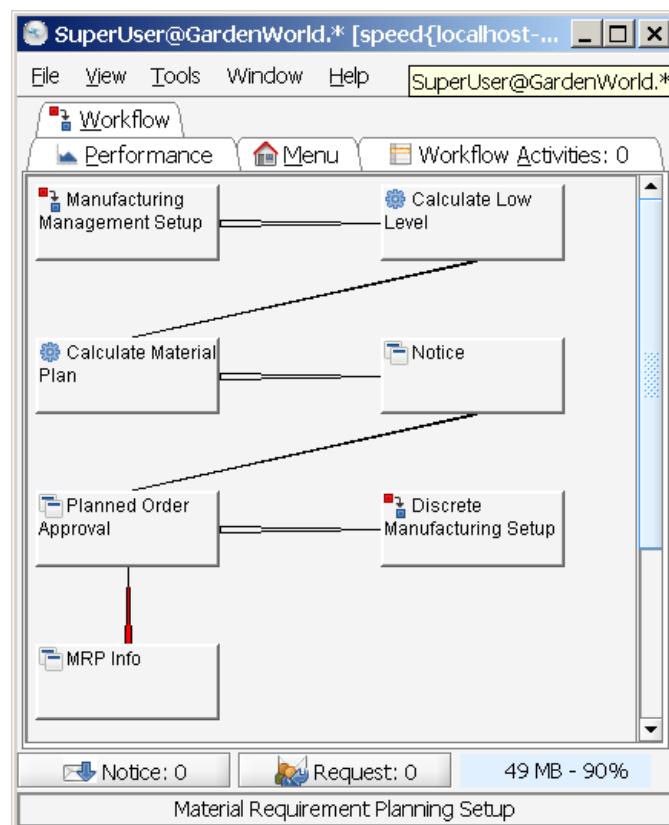 SuperUser@GardenWorld.* [speed{localhost-...
File View Tools Window Help
SuperUser@GardenWorld.*
Workflow
Performance Menu Workflow Activities: 0
Manufacturing
Management Setup
Calculate Low
Level
Calculate Material
Plan
Notice
Planned Order
Approval
Discrete
Manufacturing Setup
MRP Info
Notice: 0 Request: 0 49 MB - 90%
Material Requirement Planning Setup